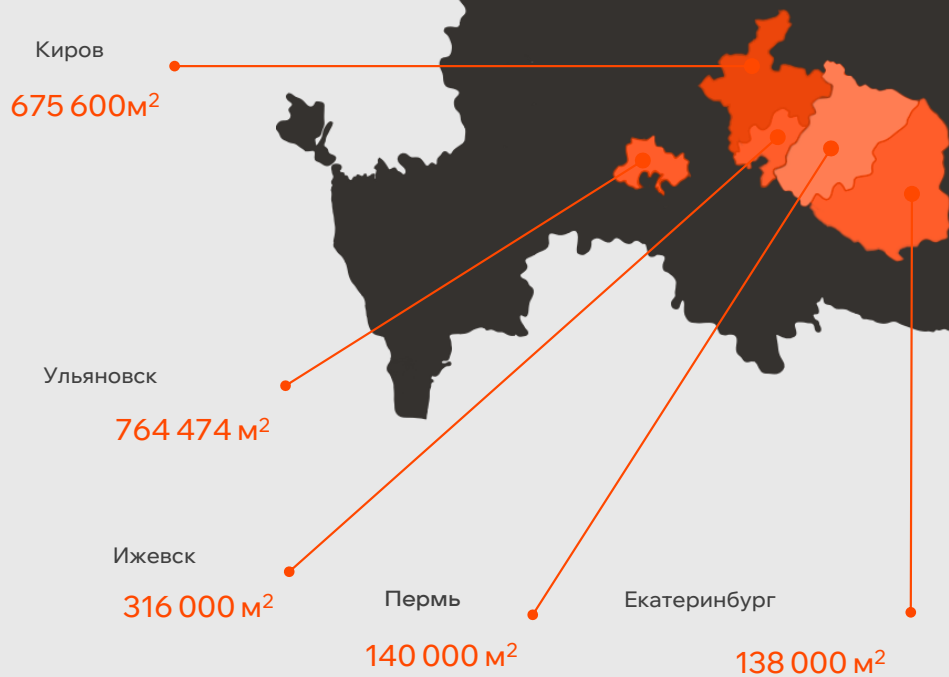 Киров
675 600м²
Ульяновск
764 474 м²
Ижевск
316 000 м²
Пермь
140 000 м²
Екатеринбург
138 000 м²